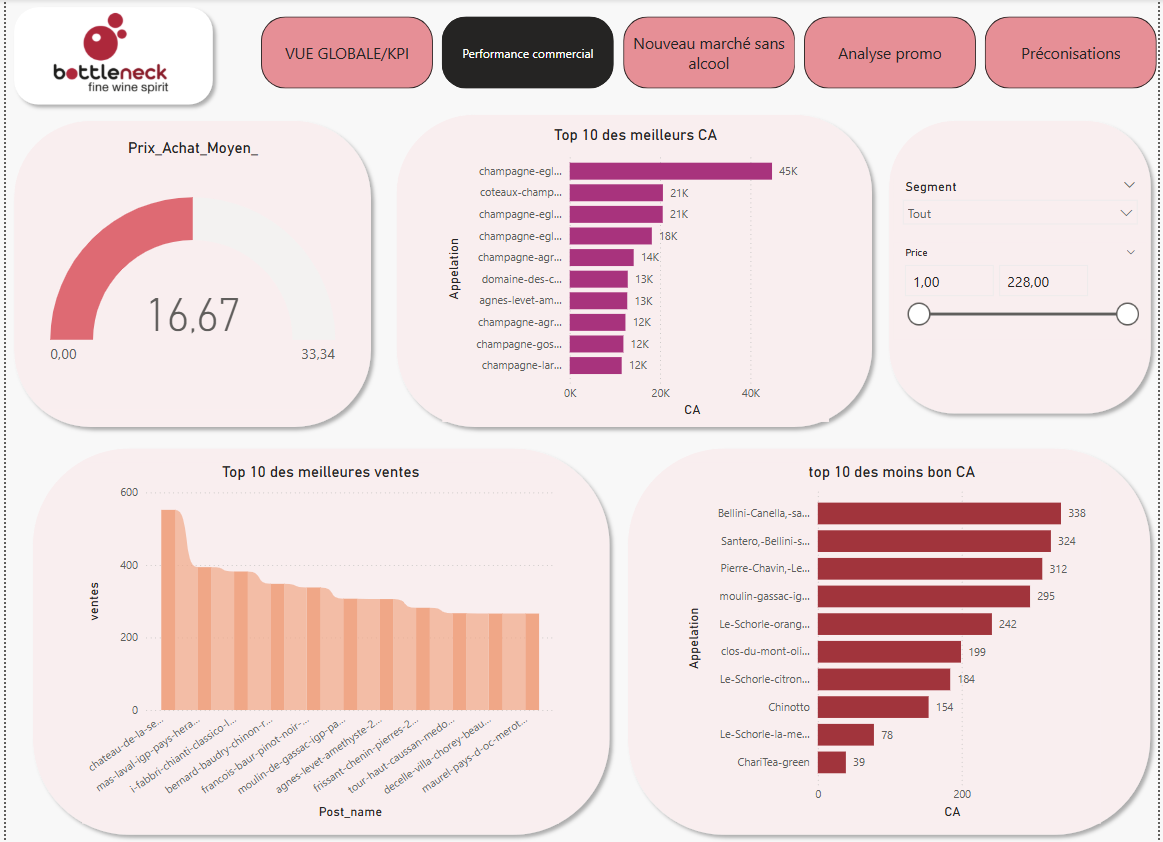 bottleneck
fine wine spirit
VUE GLOBALE/KPI
Performance commercial
Nouveau marché sans
alcool
Analyse promo
Préconisations
Prix_Achat_Moyen_
16,67
0,00
33,34
Top 10 des meilleurs CA
Appelation
champagne-egl... 45K
coteaux-champ... 21K
champagne-egl... 21K
champagne-egl... 18K
champagne-agr... 14K
domaine-des-c... 13K
agnes-levet-am... 13K
champagne-agr... 12K
champagne-gos... 12K
champagne-lar... 12K
0K 20K 40K
CA
Segment
Tout
Price
1,00 228,00
Top 10 des meilleures ventes
ventes
600
400
200
0
chateau-de-la-se...
mas-laval-igp-pays-hera...
i-fabbri-chianti-classico-l...
bernard-baudry-chinon-r...
francois-baur-pinot-noir-...
moulin-de-gassac-igp-pa...
agnes-levet-amethyste-2...
frissant-chenin-pierres-2...
tour-haut-caussan-medo...
decelle-villa-chorey-beau...
maurel-pays-d-oc-merot...
Post_name
top 10 des moins bon CA
Appelation
Bellini-Canella,-sa... 338
Santero,-Bellini-s... 324
Pierre-Chavin,-Le... 312
moulin-gassac-ig... 295
Le-Schorle-orang... 242
clos-du-mont-oli... 199
Le-Schorle-citron... 184
Chinotto 154
Le-Schorle-la-me... 78
ChariTea-green 39
0 200
CA